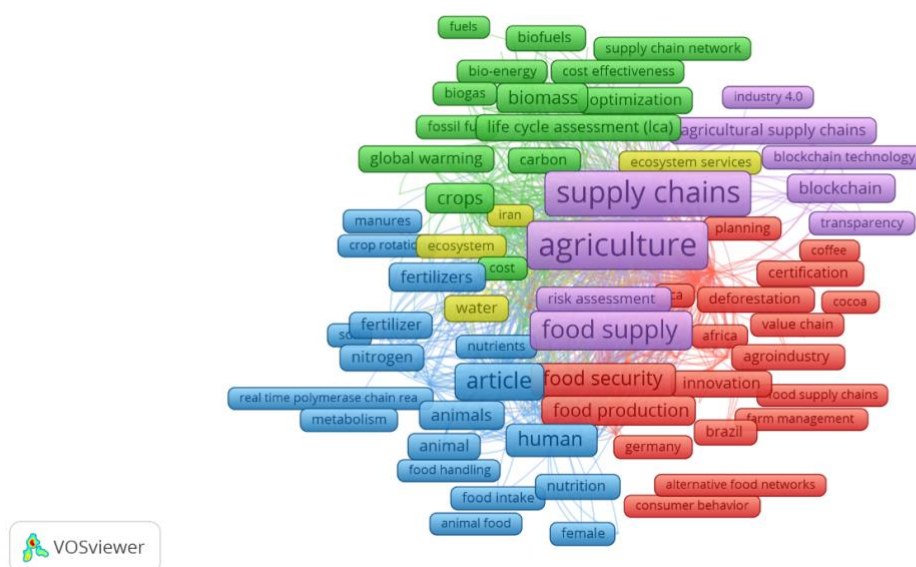 fuels
biofuels
supply chain network
bio-energy
cost effectiveness
biogas
biomass
optimization
industry 4.0
fossil fu
life cycle assessment (lca)
agricultural supply chains
global warming
carbon
ecosystem services
blockchain technology
supply chains
blockchain
crops
manures
iran
planning
transparency
crop rotatio
ecosystem
agriculture
coffee
cost
certification
fertilizers
risk assessment
deforestation
cocoa
water
food supply
fertilizer
africa
value chain
nutrients
nitrogen
agroindustry
article
food security
innovation
real time polymerase chain rea
food supply chains
metabolism
animals
food production
farm management
brazil
animal
human
germany
food handling
nutrition
alternative food networks
food intake
consumer behavior
animal food
female
VOSviewer